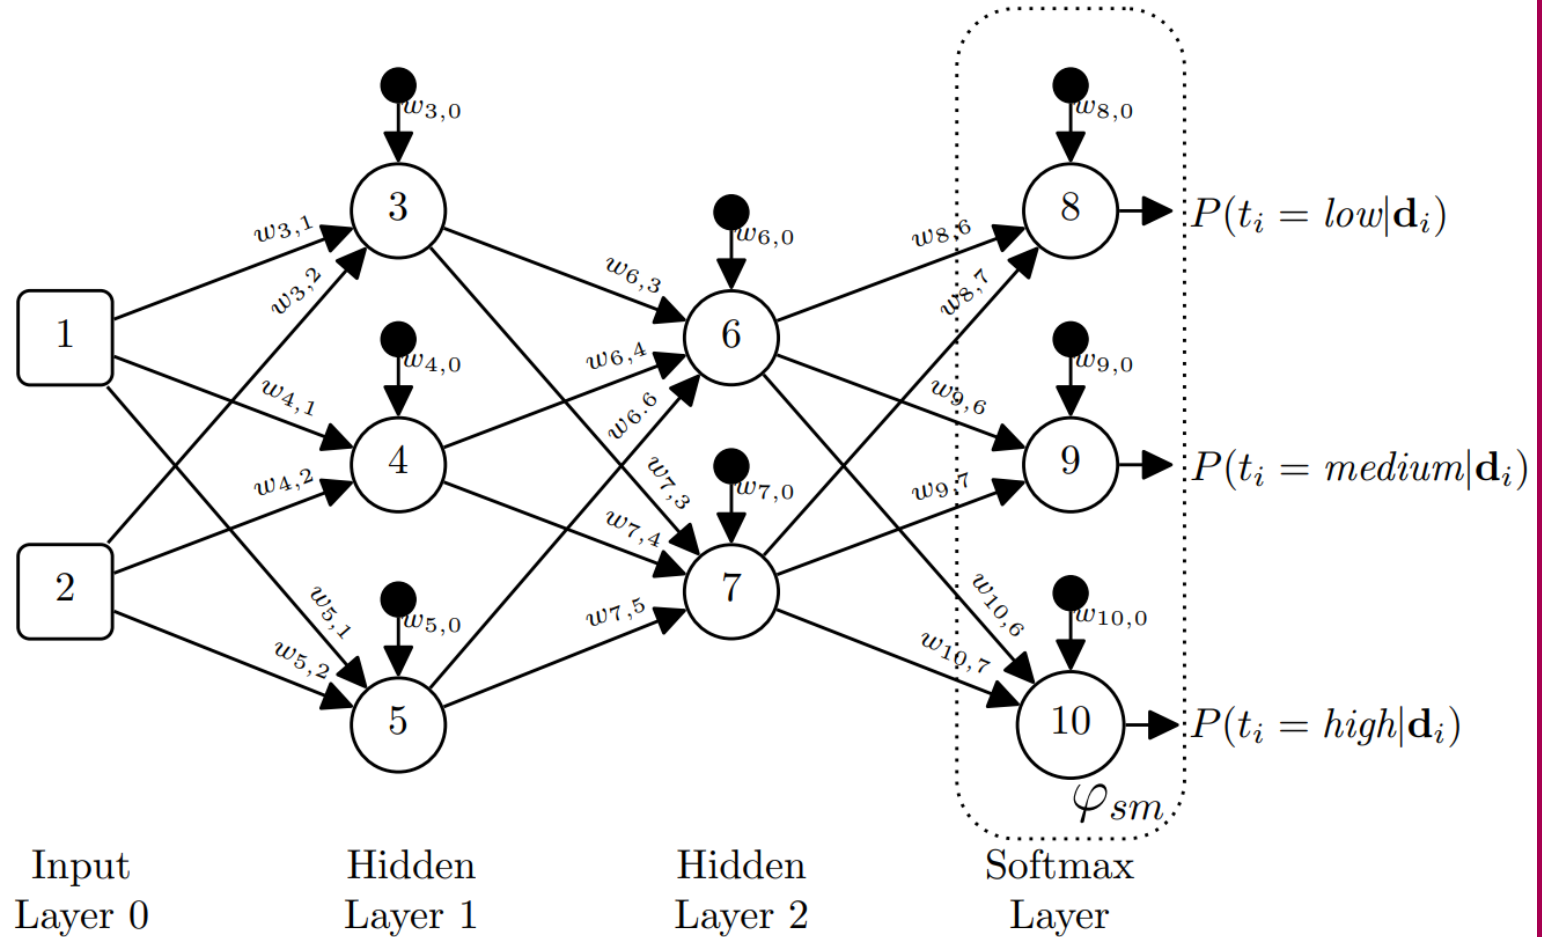 w3,0
w8,0
3
8
P(ti = low|di)
w3,1
w3,2
w6,0
w6,3
w8,6
w8,7
1
w4,0
w6,4
6
w9,0
w4,1
w6.6
w9,6
4
9
P(ti = medium|di)
w4,2
w7,3
w7,0
w9,7
w7,4
2
7
w5,1
w5,0
w7,5
w10,6
w10,0
w5,2
w10,7
5
10
P(ti = high|di)
φsm
Input
Layer 0
Hidden
Layer 1
Hidden
Layer 2
Softmax
Layer